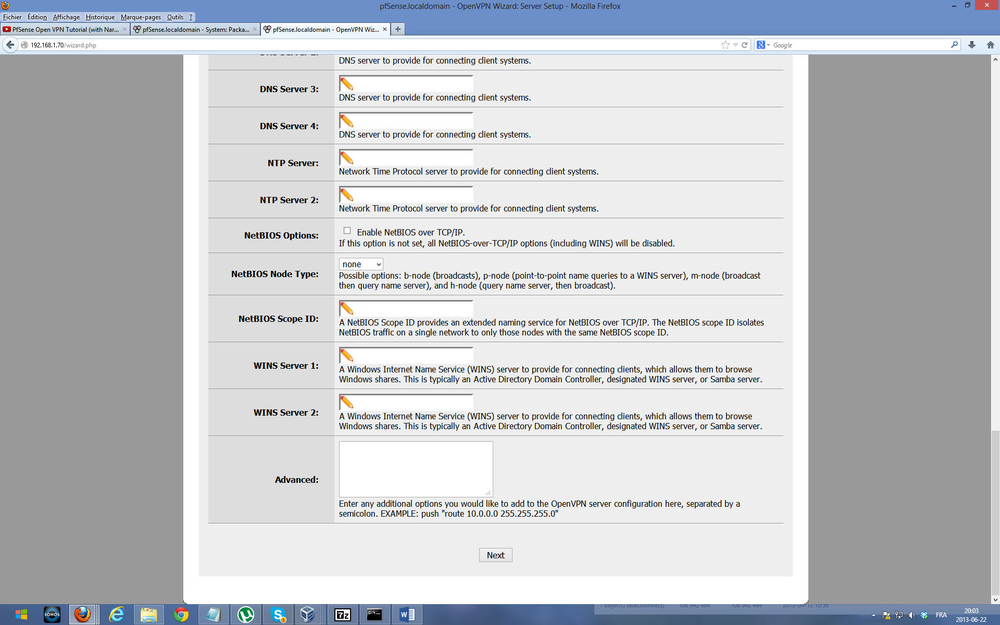 pfSense.localdomain - OpenVPN Wizard: Server Setup - Mozilla Firefox
Fichier Édition Affichage Historique Marque-pages Outils ?
PfSense Open VPN Tutorial (with Nar...
pfSense.localdomain - System: Packa...
pfSense.localdomain - OpenVPN Wiz...
192.168.1.70/wizard.php
Google
DNS server to provide for connecting client systems.
DNS Server 3:
DNS server to provide for connecting client systems.
DNS Server 4:
DNS server to provide for connecting client systems.
NTP Server:
Network Time Protocol server to provide for connecting client systems.
NTP Server 2:
Network Time Protocol server to provide for connecting client systems.
NetBIOS Options:
Enable NetBIOS over TCP/IP.
If this option is not set, all NetBIOS-over-TCP/IP options (including WINS) will be disabled.
NetBIOS Node Type:
none
Possible options: b-node (broadcasts), p-node (point-to-point name queries to a WINS server), m-node (broadcast
then query name server), and h-node (query name server, then broadcast).
NetBIOS Scope ID:
A NetBIOS Scope ID provides an extended naming service for NetBIOS over TCP/IP. The NetBIOS scope ID isolates
NetBIOS traffic on a single network to only those nodes with the same NetBIOS scope ID.
WINS Server 1:
A Windows Internet Name Service (WINS) server to provide for connecting clients, which allows them to browse
Windows shares. This is typically an Active Directory Domain Controller, designated WINS server, or Samba server.
WINS Server 2:
A Windows Internet Name Service (WINS) server to provide for connecting clients, which allows them to browse
Windows shares. This is typically an Active Directory Domain Controller, designated WINS server, or Samba server.
Advanced:
Enter any additional options you would like to add to the OpenVPN server configuration here, separated by a
semicolon. EXAMPLE: push "route 10.0.0.0 255.255.255.0"
Next
1 objet(s) sélectionné(s) 106 942 464 106 942 464 2013-04-12 10:56
SONOS
7z
C:\_
FRA
20:03
2013-06-22